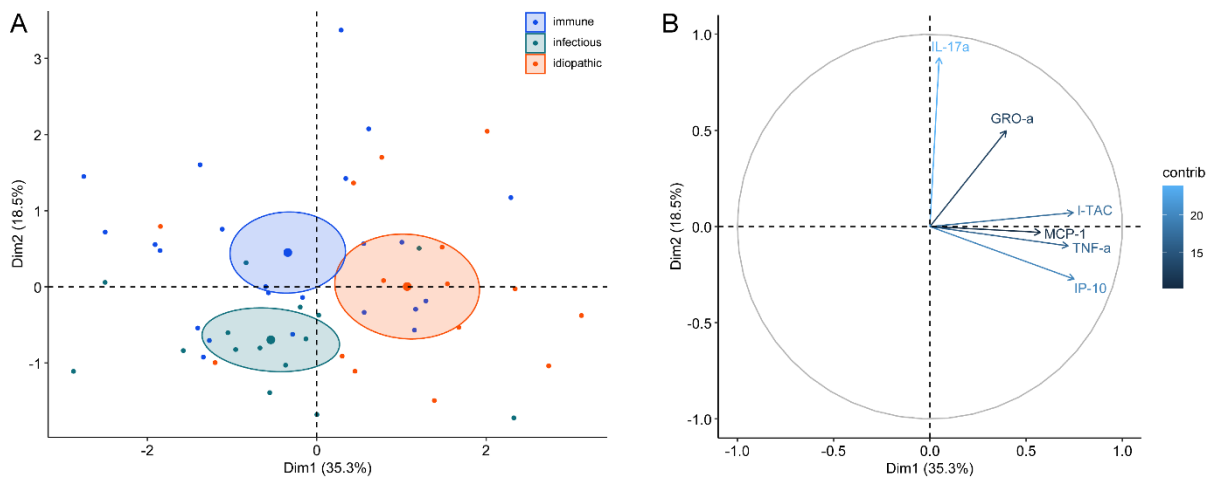 A
immune
infectious
idiopathic
3
2
1
0
-1
Dim2 (18.5%)
-2
0
2
Dim1 (35.3%)
B
1.0
0.5
0.0
-0.5
-1.0
Dim2 (18.5%)
IL-17a
GRO-a
I-TAC
MCP-1
TNF-a
IP-10
-1.0
-0.5
0.0
0.5
1.0
Dim1 (35.3%)
contrib
20
15